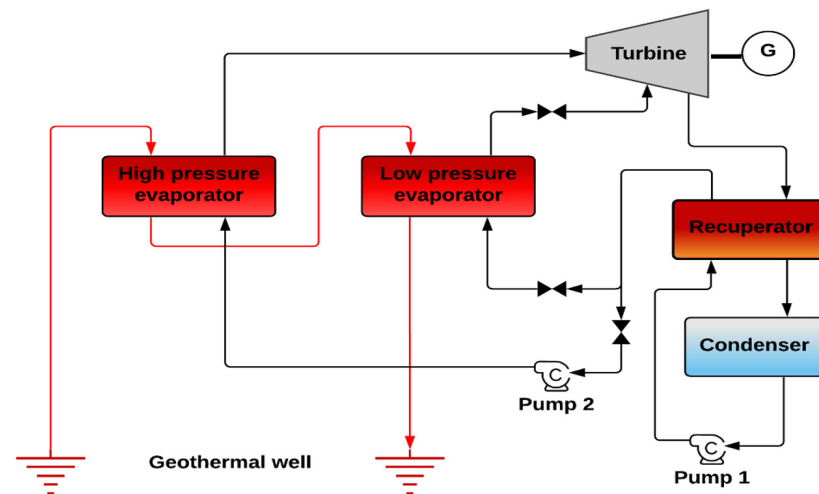 Turbine
G
High pressure
evaporator
Low pressure
evaporator
Recuperator
Condenser
C
Pump 2
C
Pump 1
Geothermal well